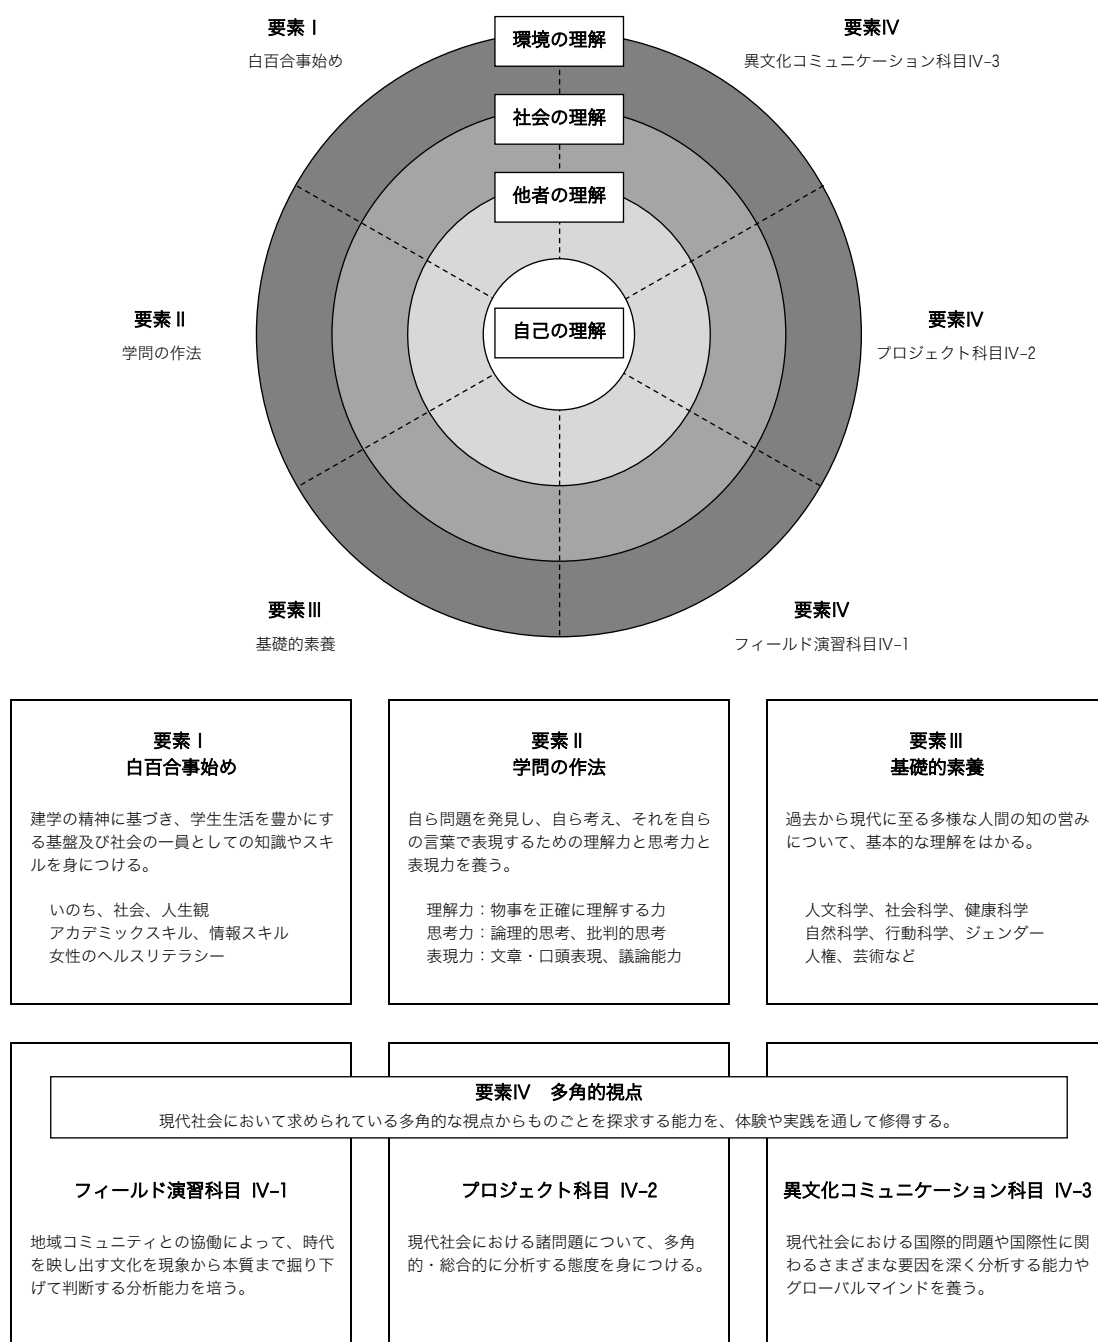 要素Ⅰ
白百合事始め
環境の理解
要素Ⅳ
異文化コミュニケーション科目Ⅳ−3
社会の理解
他者の理解
自己の理解
要素Ⅱ
学問の作法
要素Ⅳ
プロジェクト科目Ⅳ−2
要素Ⅲ
基礎的素養
要素Ⅳ
フィールド演習科目Ⅳ−1
要素Ⅰ
白百合事始め
建学の精神に基づき、学生生活を豊かにす
る基盤及び社会の一員としての知識やスキ
ルを身につける。
いのち、社会、人生観
アカデミックスキル、情報スキル
女性のヘルスリテラシー
要素Ⅱ
学問の作法
自ら問題を発見し、自ら考え、それを自ら
の言葉で表現するための理解力と思考力と
表現力を養う。
理解力：物事を正確に理解する力
思考力：論理的思考、批判的思考
表現力：文章・口頭表現、議論能力
要素Ⅲ
基礎的素養
過去から現代に至る多様な人間の知の営み
について、基本的な理解をはかる。
人文科学、社会科学、健康科学
自然科学、行動科学、ジェンダー
人権、芸術など
要素Ⅳ　多角的視点
現代社会において求められている多角的な視点からものごとを探求する能力を、体験や実践を通して修得する。
フィールド演習科目 Ⅳ−1
地域コミュニティとの協働によって、時代
を映し出す文化を現象から本質まで掘り下
げて判断する分析能力を培う。
プロジェクト科目 Ⅳ−2
現代社会における諸問題について、多角
的・総合的に分析する態度を身につける。
異文化コミュニケーション科目 Ⅳ−3
現代社会における国際的問題や国際性に関
わるさまざまな要因を深く分析する能力や
グローバルマインドを養う。